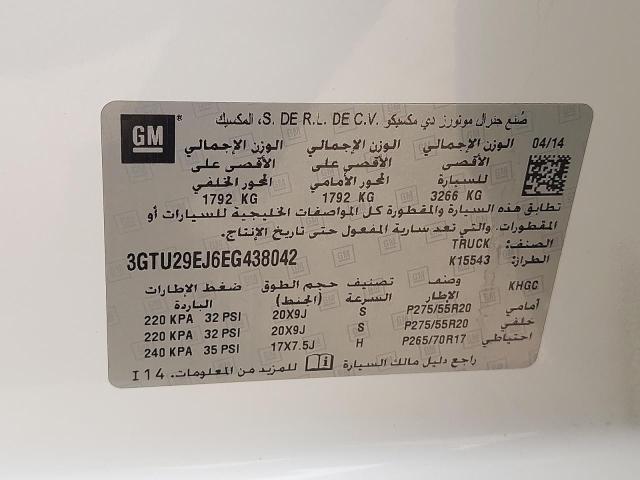 GM
صُنع جنرال موتورز دي مكسيكو S. DE R.L. DE C.V.، المكسيك
04/14
الوزن الإجمالي الأقصى للسيارة
3266 KG
الوزن الإجمالي الأقصى على المحور الأمامي
1792 KG
الوزن الإجمالي الأقصى على المحور الخلفي
1792 KG
تطابق هذه السيارة والمقطورة كل المواصفات الخليجية للسيارات أو
المقطورات. والتي تعد سارية المفعول حتى تاريخ الإنتاج.
الصنف: TRUCK
الطراز: K15543
3GTU29EJ6EG438042
KHGC وصف الإطار تصنيف السرعة حجم الطوق (الجنط) ضغط الإطارات الباردة
أمامي P275/55R20 S 20X9J 220 KPA 32 PSI
خلفي P275/55R20 S 20X9J 220 KPA 32 PSI
احتياطي P265/70R17 H 17X7.5J 240 KPA 35 PSI
راجع دليل مالك السيارة للمزيد من المعلومات. I14